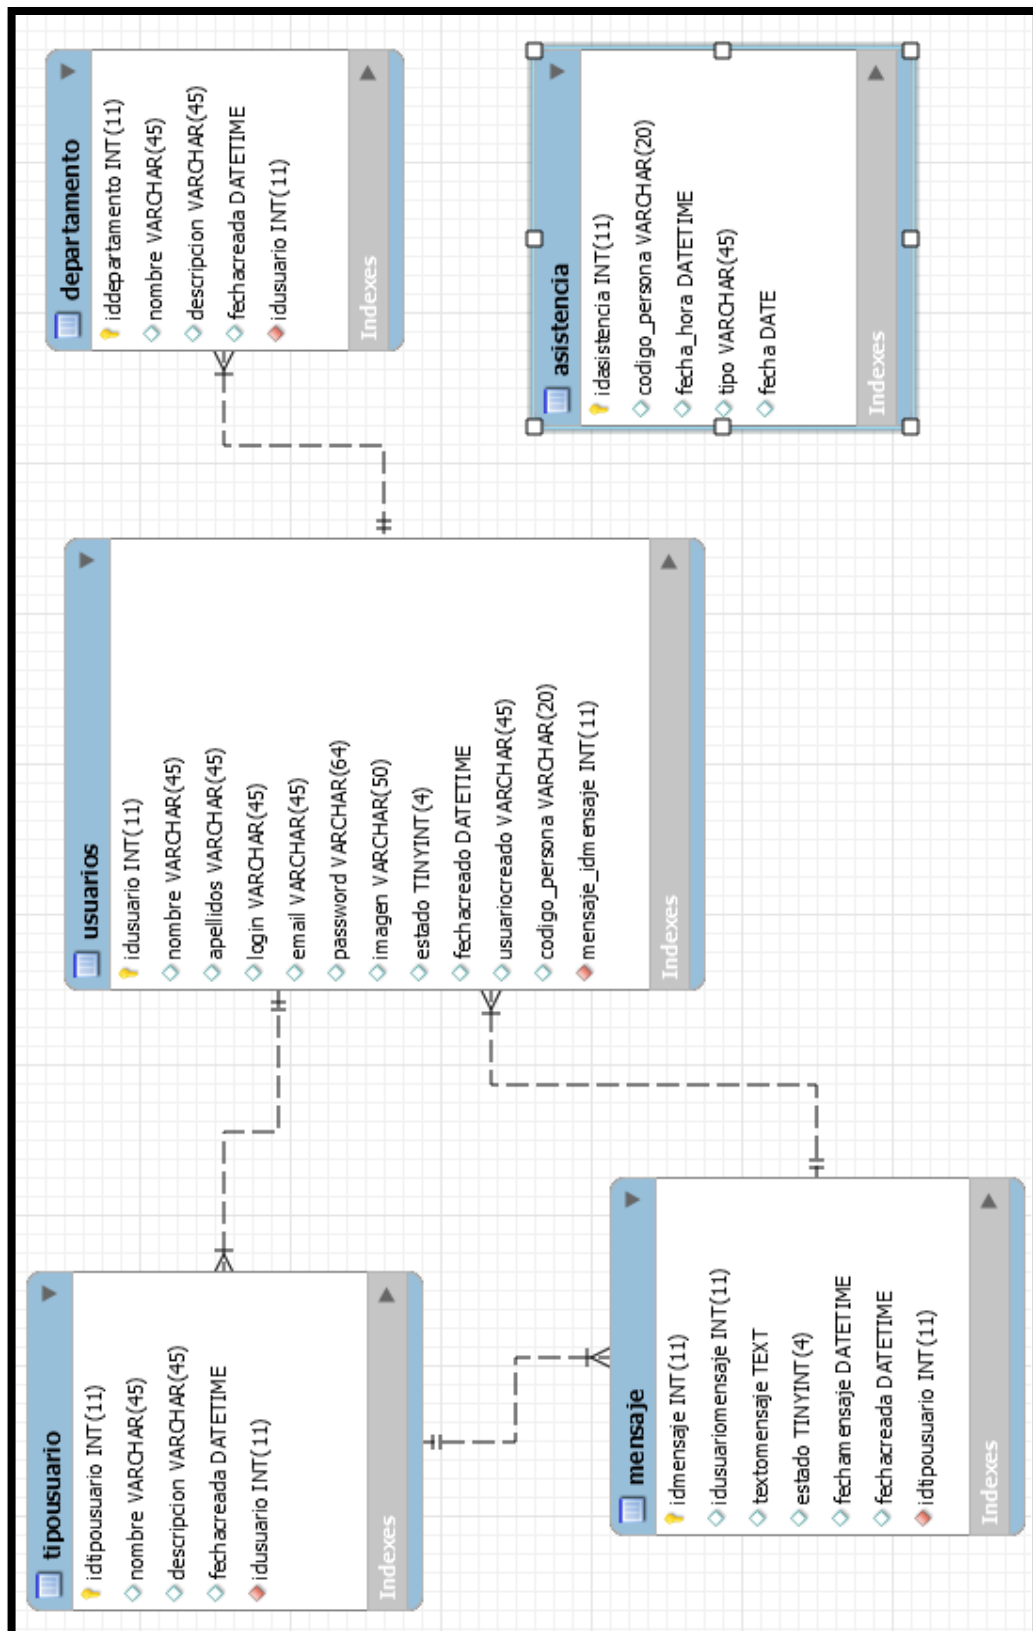 tipousuario
idtipousuario INT(11)
nombre VARCHAR(45)
descripcion VARCHAR(45)
fechacreada DATETIME
idusuario INT(11)
Indexes
usuarios
idusuario INT(11)
nombre VARCHAR(45)
apellidos VARCHAR(45)
login VARCHAR(45)
email VARCHAR(45)
password VARCHAR(64)
imagen VARCHAR(50)
estado TINYINT(4)
fechacreado DATETIME
usuariocreado VARCHAR(45)
codigo_persona VARCHAR(20)
mensaje_idmensaje INT(11)
Indexes
departamento
iddepartamento INT(11)
nombre VARCHAR(45)
descripcion VARCHAR(45)
fechacreada DATETIME
idusuario INT(11)
Indexes
mensaje
idmensaje INT(11)
idusuariomensaje INT(11)
textomensaje TEXT
estado TINYINT(4)
fechamensaje DATETIME
fechacreada DATETIME
idtipousuario INT(11)
Indexes
asistencia
idasistencia INT(11)
codigo_persona VARCHAR(20)
fecha_hora DATETIME
tipo VARCHAR(45)
fecha DATE
Indexes